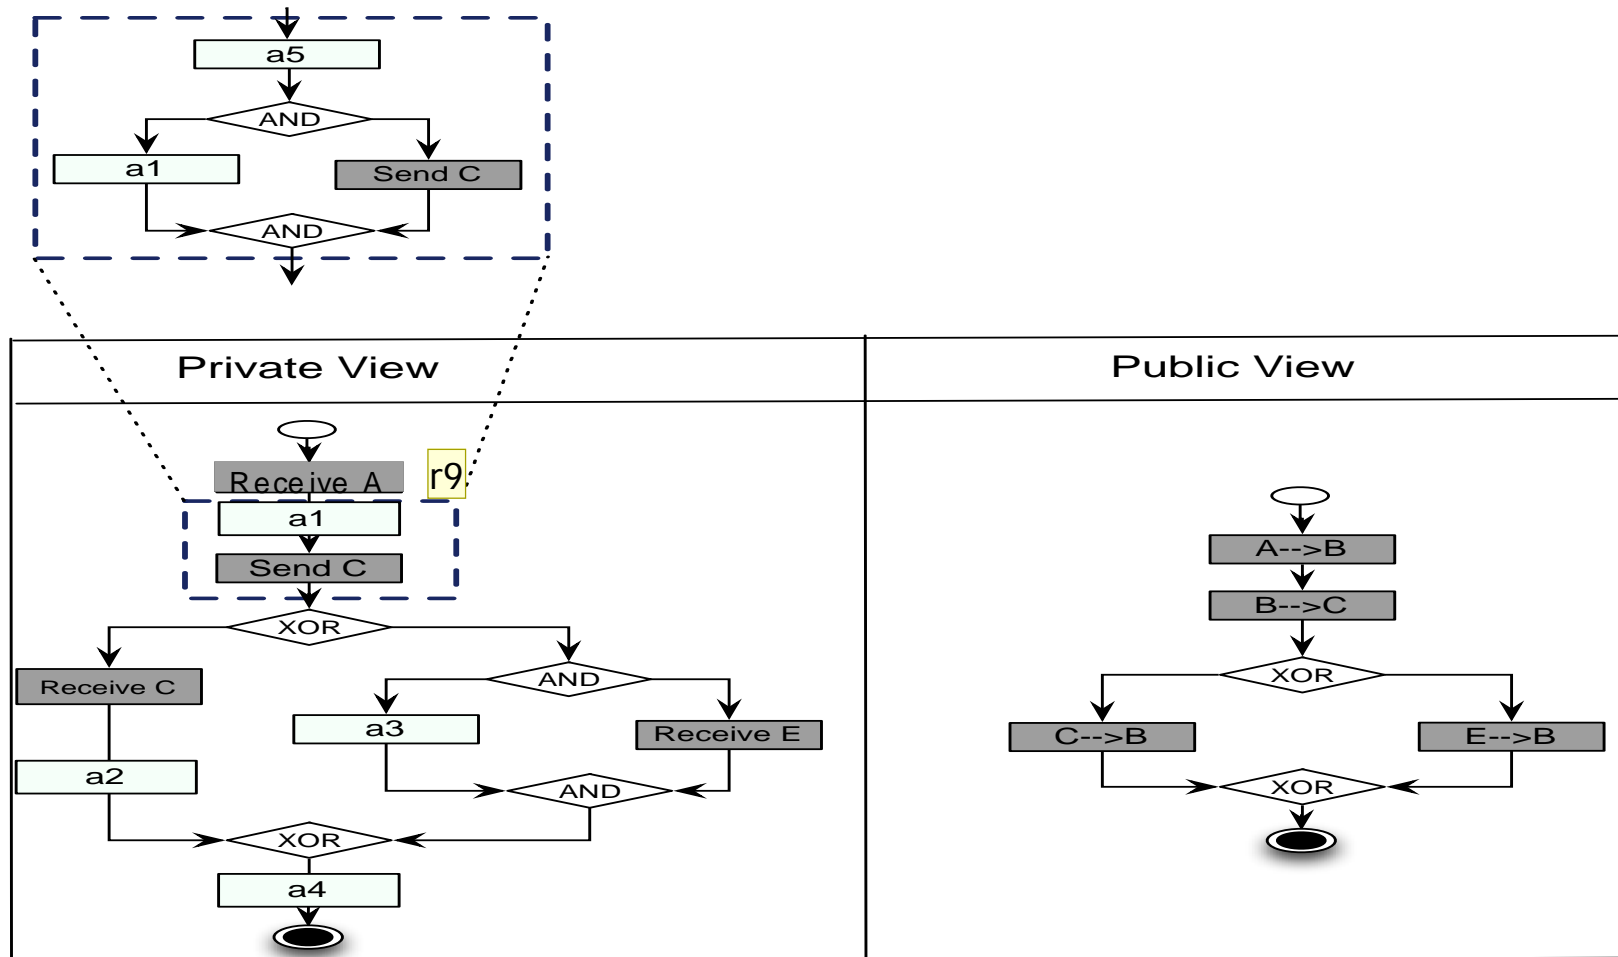 a5
AND
a1
Send C
AND
Private View
Public View
Receive A
r9
a1
Send C
XOR
Receive C
AND
a3
Receive E
a2
AND
XOR
a4
A-->B
B-->C
XOR
C-->B
E-->B
XOR